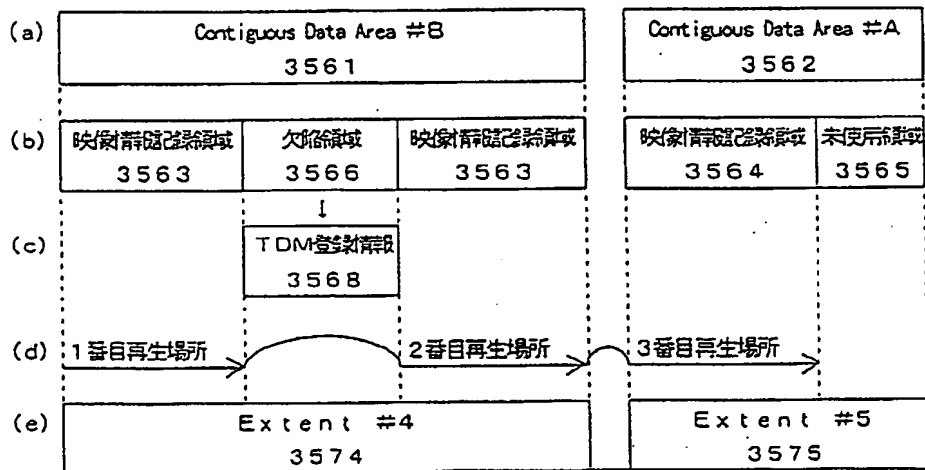 (a) Contiguous Data Area #B Contiguous Data Area #A
3561 3562
(b) 映像情報記録領域 欠陥領域 映像情報記録領域 映像情報記録領域 未使用領域
3563 3566 3563 3564 3565
↓
(c) TDM登録情報
3568
(d) 1番目再生場所 2番目再生場所 3番目再生場所
(e) Extent #4 Extent #5
3574 3575